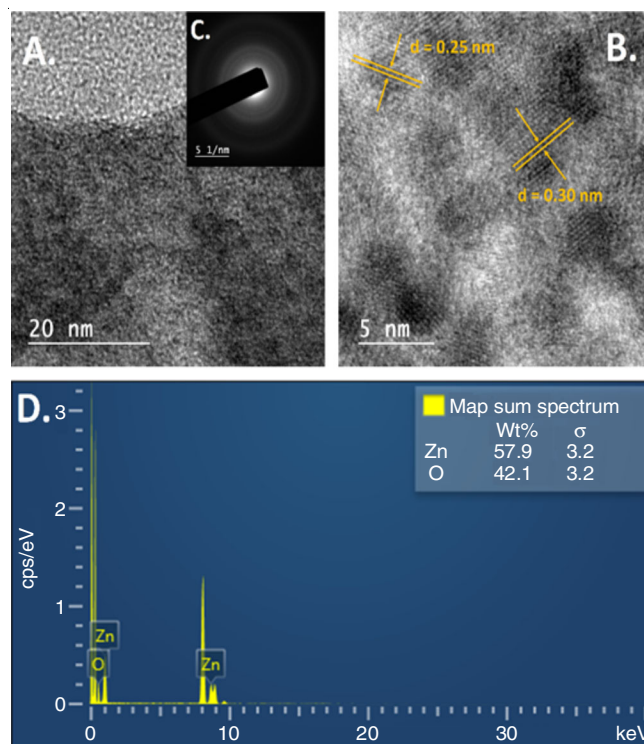 A.
C.
5 1/nm
20 nm
B.
d = 0.25 nm
d = 0.30 nm
5 nm
D.
Map sum spectrum
Wt% σ
Zn 57.9 3.2
O 42.1 3.2
cps/eV
3
2
1
0
Zn
O
Zn
0 10 20 30 keV